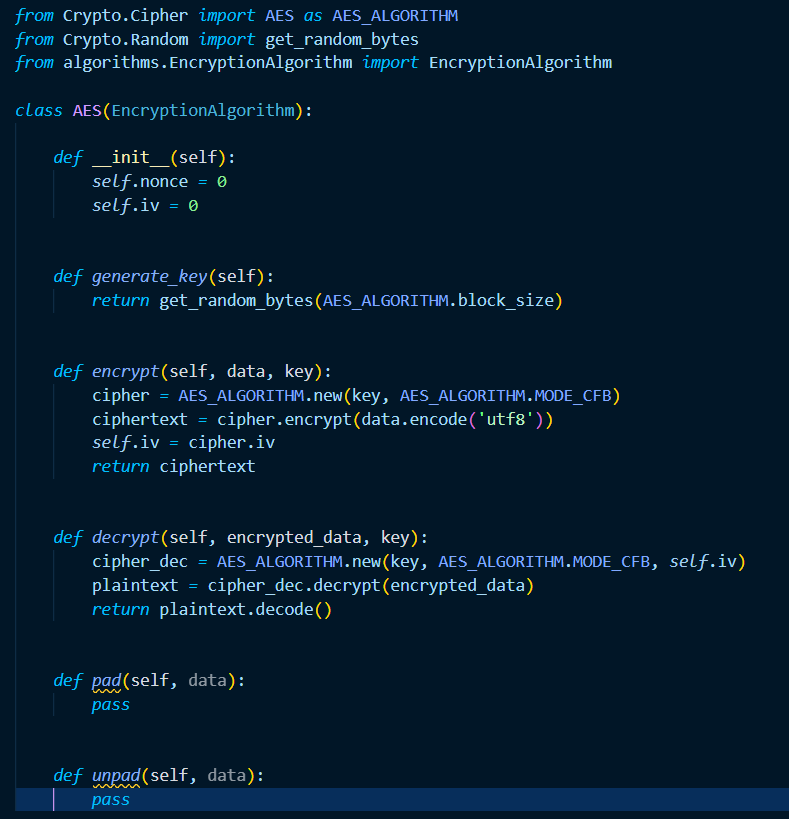 from Crypto.Cipher import AES as AES_ALGORITHM
from Crypto.Random import get_random_bytes
from algorithms.EncryptionAlgorithm import EncryptionAlgorithm
class AES(EncryptionAlgorithm):
def __init__(self):
self.nonce = 0
self.iv = 0
def generate_key(self):
return get_random_bytes(AES_ALGORITHM.block_size)
def encrypt(self, data, key):
cipher = AES_ALGORITHM.new(key, AES_ALGORITHM.MODE_CFB)
ciphertext = cipher.encrypt(data.encode('utf8'))
self.iv = cipher.iv
return ciphertext
def decrypt(self, encrypted_data, key):
cipher_dec = AES_ALGORITHM.new(key, AES_ALGORITHM.MODE_CFB, self.iv)
plaintext = cipher_dec.decrypt(encrypted_data)
return plaintext.decode()
def pad(self, data):
pass
def unpad(self, data):
pass